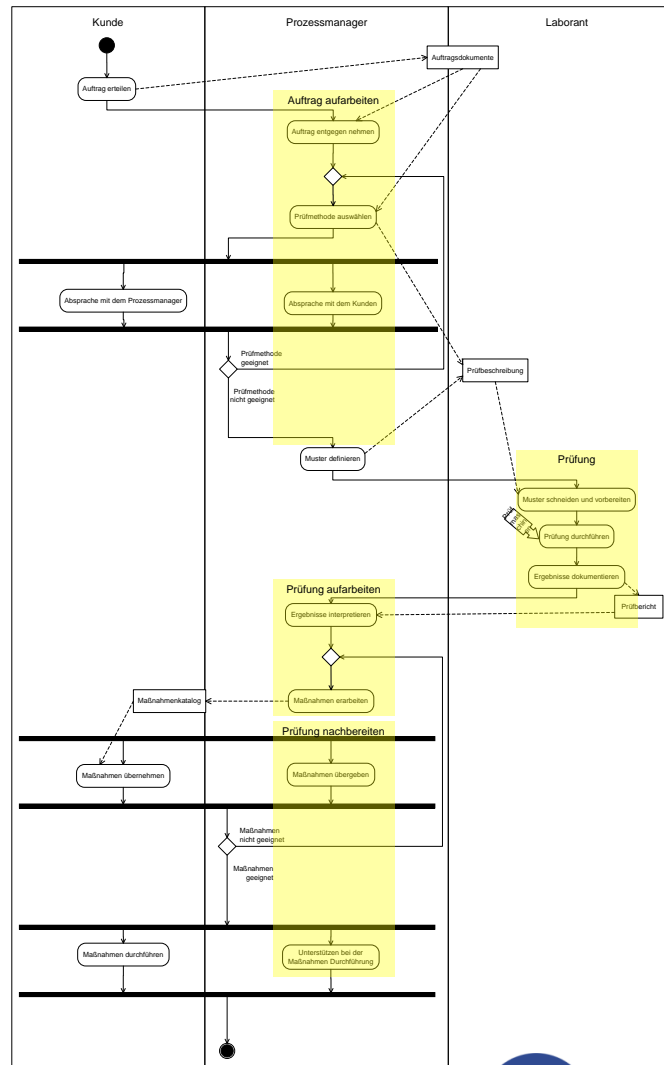 Kunde
Prozessmanager
Laborant
Auftragsdokumente
Auftrag erteilen
Auftrag aufarbeiten
Auftrag entgegen nehmen
Prüfmethode auswählen
Absprache mit dem Prozessmanager
Absprache mit dem Kunden
Prüfmethode
geeignet
Prüfbeschreibung
Prüfmethode
nicht geeignet
Muster definieren
Prüfung
Muster schneiden und vorbereiten
Prüfung durchführen
Ergebnisse dokumentieren
Prüfung aufarbeiten
Prüfbericht
Ergebnisse interpretieren
Maßnahmenkatalog
Maßnahmen erarbeiten
Prüfung nachbereiten
Maßnahmen übernehmen
Maßnahmen übergeben
Maßnahmen
nicht geeignet
Maßnahmen
geeignet
Maßnahmen durchführen
Unterstützen bei der
Maßnahmen Durchführung